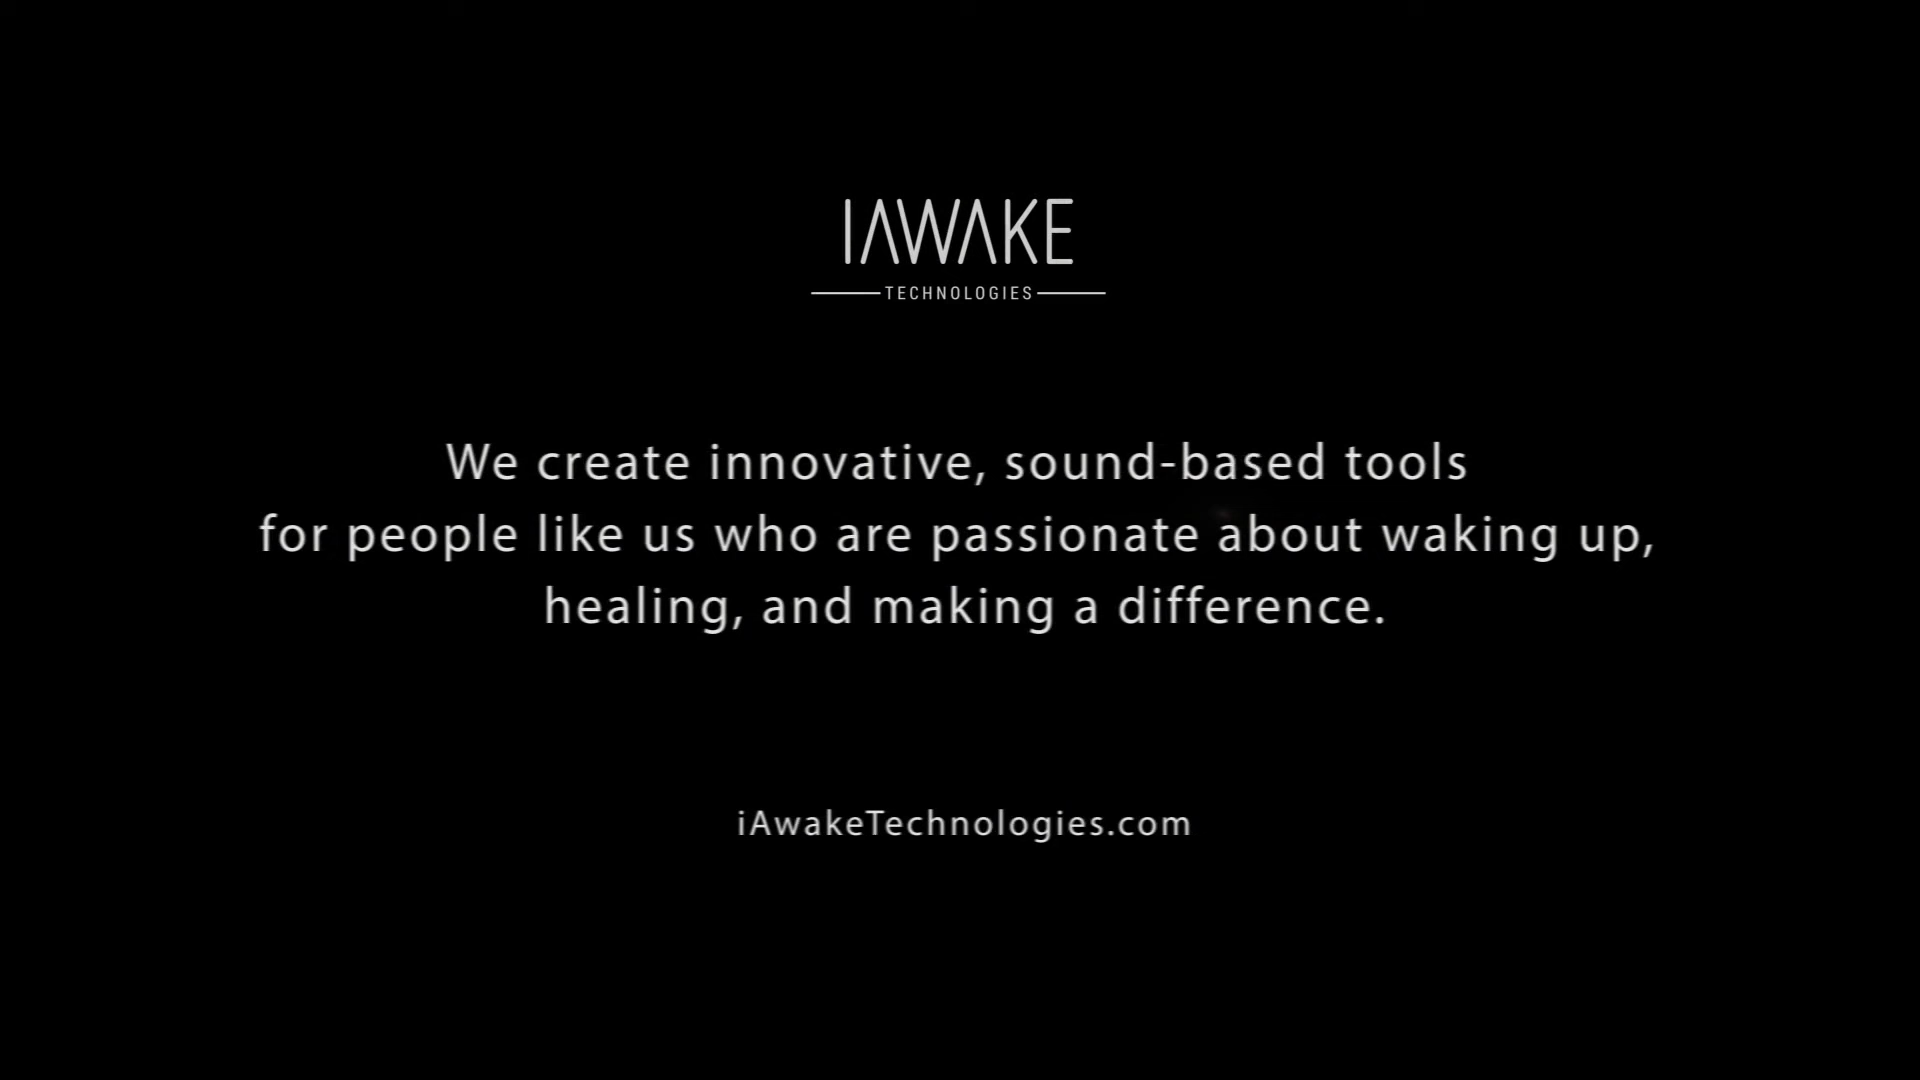 IAWAKE
TECHNOLOGIES
We create innovative, sound-based tools
for people like us who are passionate about waking up,
healing, and making a difference.
iAwakeTechnologies.com